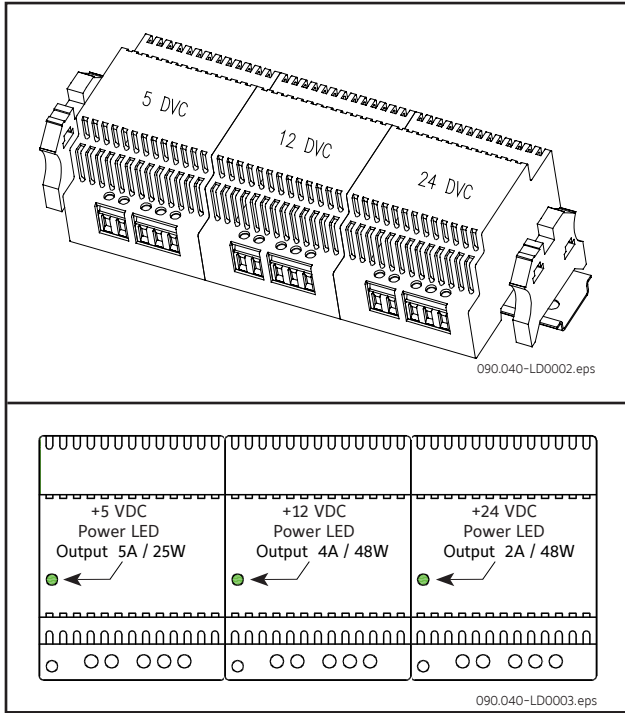 5 DVC
12 DVC
24 DVC
090.040-LD0002.eps
+5 VDC
Power LED
Output 5A / 25W
+12 VDC
Power LED
Output 4A / 48W
+24 VDC
Power LED
Output 2A / 48W
090.040-LD0003.eps